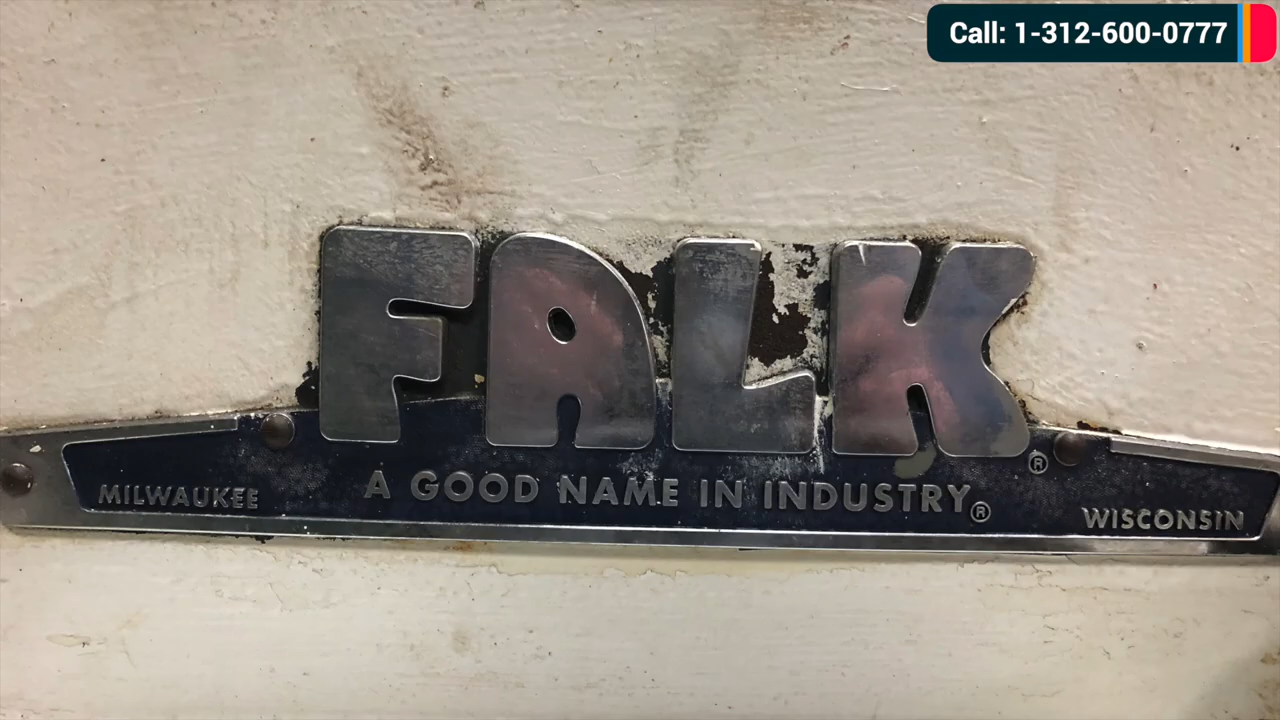 Call: 1-312-600-0777
FALK®
MILWAUKEE
A GOOD NAME IN INDUSTRY®
WISCONSIN